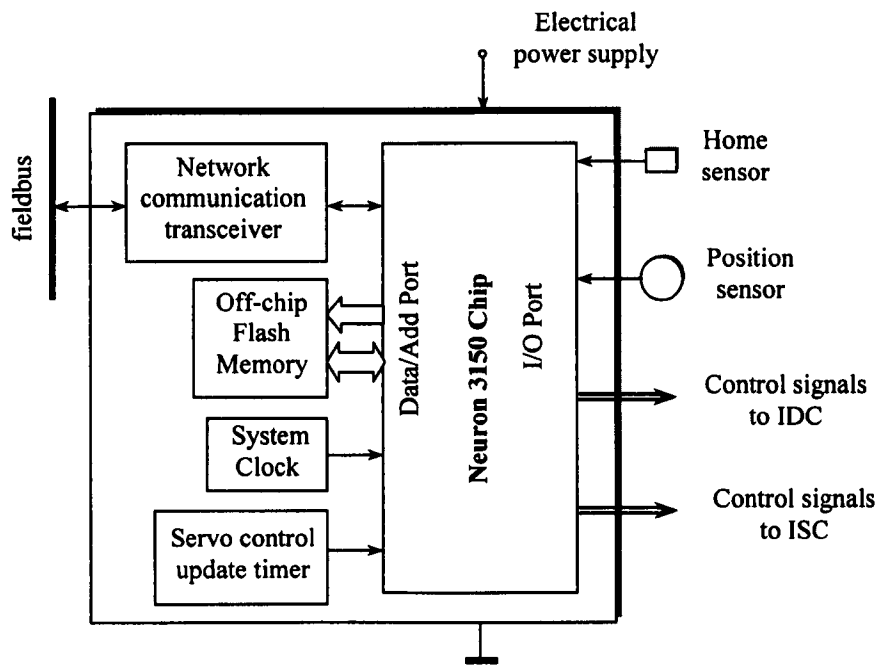 Electrical
power supply
fieldbus
Network
communication
transceiver
Off-chip
Flash
Memory
System
Clock
Servo control
update timer
Data/Add Port
Neuron 3150 Chip
I/O Port
Home
sensor
Position
sensor
Control signals
to IDC
Control signals
to ISC